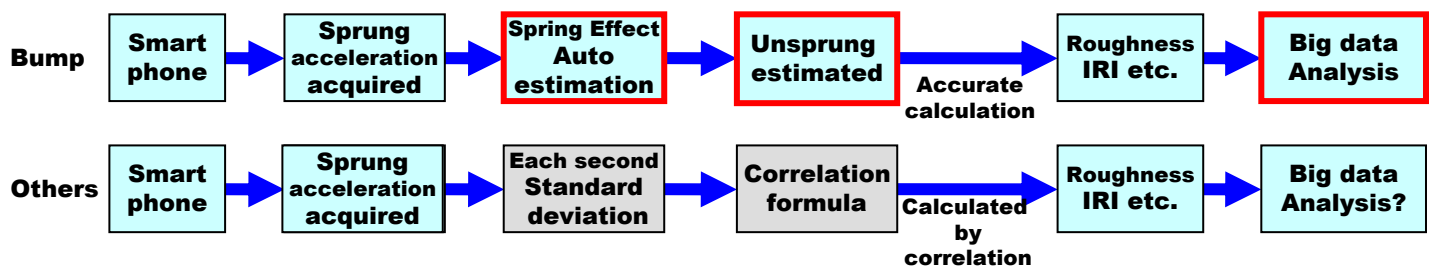 Bump
Smart
phone
Sprung
acceleration
acquired
Spring Effect
Auto
estimation
Unsprung
estimated
Accurate
calculation
Roughness
IRI etc.
Big data
Analysis
Others
Smart
phone
Sprung
acceleration
acquired
Each second
Standard
deviation
Correlation
formula
Calculated
by
correlation
Roughness
IRI etc.
Big data
Analysis?